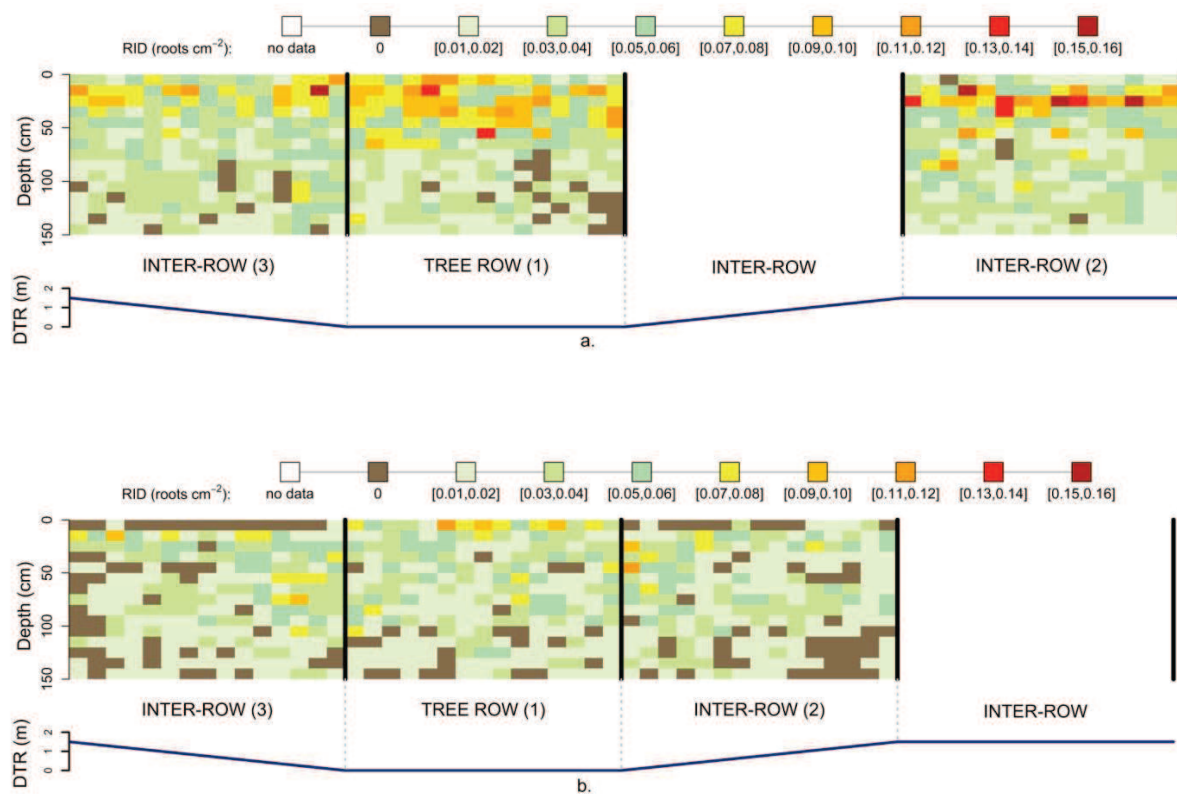 RID (roots cm⁻²): no data 0 [0.01,0.02] [0.03,0.04] [0.05,0.06] [0.07,0.08] [0.09,0.10] [0.11,0.12] [0.13,0.14] [0.15,0.16]
Depth (cm)
0
50
100
150
INTER-ROW (3) TREE ROW (1) INTER-ROW INTER-ROW (2)
DTR (m)
2
1
0
a.
RID (roots cm⁻²): no data 0 [0.01,0.02] [0.03,0.04] [0.05,0.06] [0.07,0.08] [0.09,0.10] [0.11,0.12] [0.13,0.14] [0.15,0.16]
Depth (cm)
0
50
100
150
INTER-ROW (3) TREE ROW (1) INTER-ROW (2) INTER-ROW
DTR (m)
2
1
0
b.